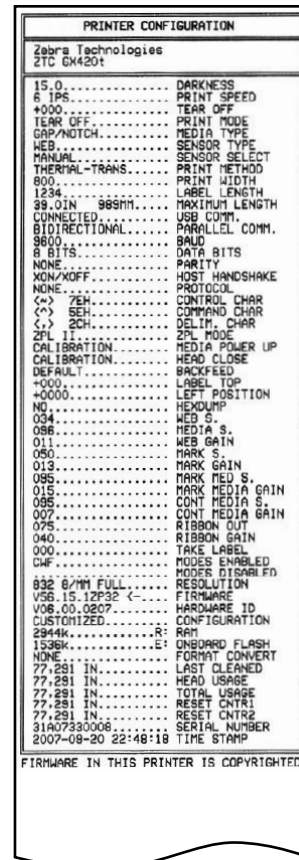 PRINTER CONFIGURATION
Zebra Technologies
ZTC GX420t
15.0............... DARKNESS
6 IPS.............. PRINT SPEED
+000............... TEAR OFF
TEAR OFF........... PRINT MODE
GAP/NOTCH.......... MEDIA TYPE
WEB................ SENSOR TYPE
MANUAL............. SENSOR SELECT
THERMAL-TRANS...... PRINT METHOD
800................ PRINT WIDTH
1234............... LABEL LENGTH
39.0IN   989MM..... MAXIMUM LENGTH
CONNECTED.......... USB COMM.
BIDIRECTIONAL...... PARALLEL COMM.
9600............... BAUD
8 BITS............. DATA BITS
NONE............... PARITY
XON/XOFF........... HOST HANDSHAKE
NONE............... PROTOCOL
<~>  7EH........... CONTROL CHAR
<^>  5EH........... COMMAND CHAR
<,>  2CH........... DELIM. CHAR
ZPL II............. ZPL MODE
CALIBRATION........ MEDIA POWER UP
CALIBRATION........ HEAD CLOSE
DEFAULT............ BACKFEED
+000............... LABEL TOP
+0000.............. LEFT POSITION
NO................. HEXDUMP
034................ WEB S.
096................ MEDIA S.
011................ WEB GAIN
050................ MARK S.
013................ MARK GAIN
095................ MARK MED S.
015................ MARK MEDIA GAIN
095................ CONT MEDIA S.
007................ CONT MEDIA GAIN
075................ RIBBON OUT
040................ RIBBON GAIN
000................ TAKE LABEL
CWF................ MODES ENABLED
................... MODES DISABLED
832 8/MM FULL...... RESOLUTION
V56.15.12P32 <-.... FIRMWARE
V06.00.0207........ HARDWARE ID
CUSTOMIZED......... CONFIGURATION
2944k............R: RAM
1536k............E: ONBOARD FLASH
NONE............... FORMAT CONVERT
77,291 IN.......... LAST CLEANED
77,291 IN.......... HEAD USAGE
77,291 IN.......... TOTAL USAGE
77,291 IN.......... RESET CNTR1
77,291 IN.......... RESET CNTR2
31A07330008........ SERIAL NUMBER
2007-09-20 22:48:18 TIME STAMP
FIRMWARE IN THIS PRINTER IS COPYRIGHTED